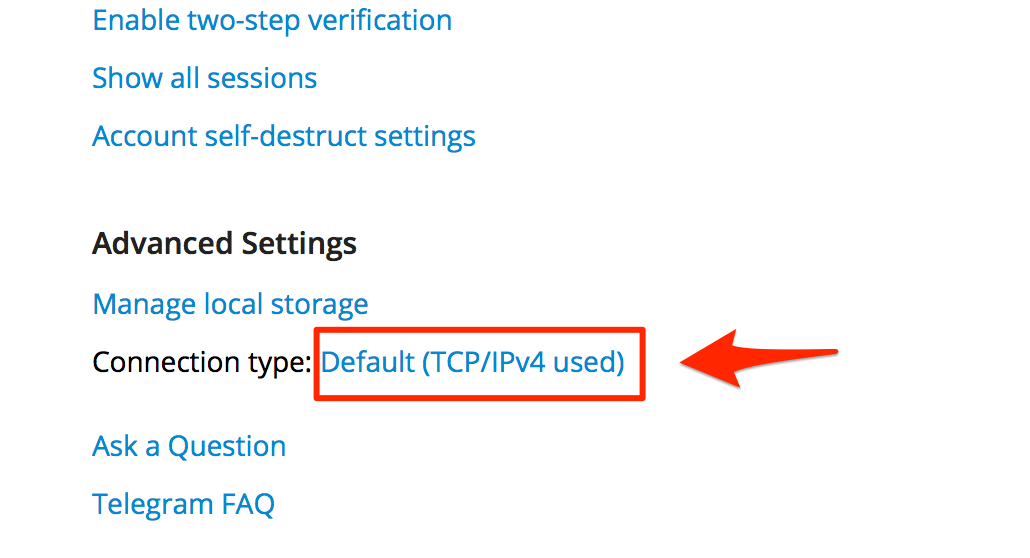 Enable two-step verification
Show all sessions
Account self-destruct settings
Advanced Settings
Manage local storage
Connection type: Default (TCP/IPv4 used)
Ask a Question
Telegram FAQ